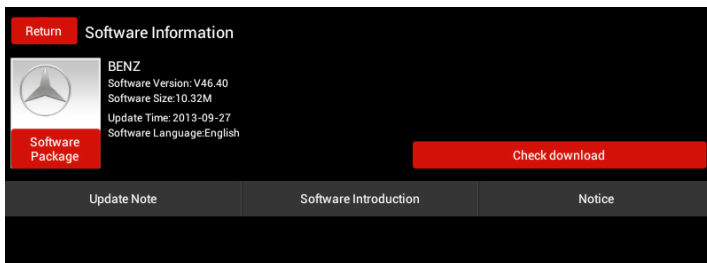 Return Software Information
BENZ
Software Version: V46.40
Software Size:10.32M
Update Time: 2013-09-27
Software Language:English
Software
Package
Check download
Update Note Software Introduction Notice